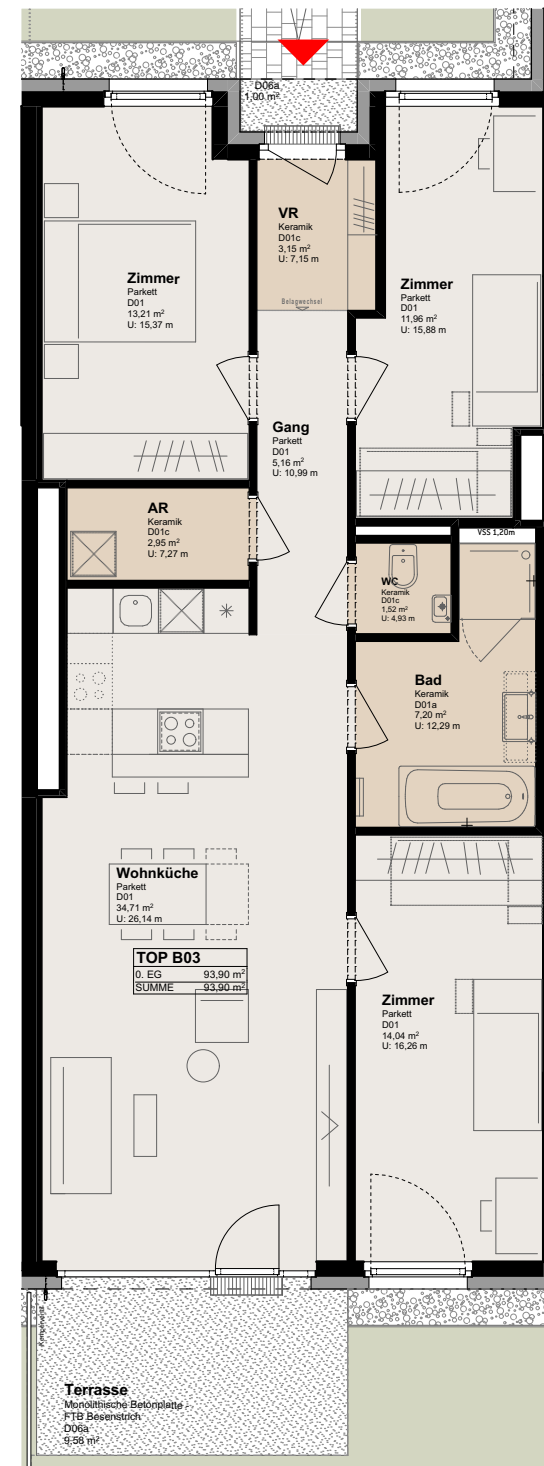 D06a
1,00 m²
VR
Keramik
D01c
3,15 m²
U: 7,15 m
Belagwechsel
Zimmer
Parkett
D01
13,21 m²
U: 15,37 m
Zimmer
Parkett
D01
11,96 m²
U: 15,88 m
Gang
Parkett
D01
5,16 m²
U: 10,99 m
AR
Keramik
D01c
2,95 m²
U: 7,27 m
VSS 1,20m
WC
Keramik
D01c
1,52 m²
U: 4,93 m
Bad
Keramik
D01a
7,20 m²
U: 12,29 m
Wohnküche
Parkett
D01
34,71 m²
U: 26,14 m
TOP B03
0. EG 93,90 m²
SUMME 93,90 m²
Zimmer
Parkett
D01
14,04 m²
U: 16,26 m
Terrasse
Monolithische Betonplatte -
FTB Besenstrich
D06a
9,58 m²